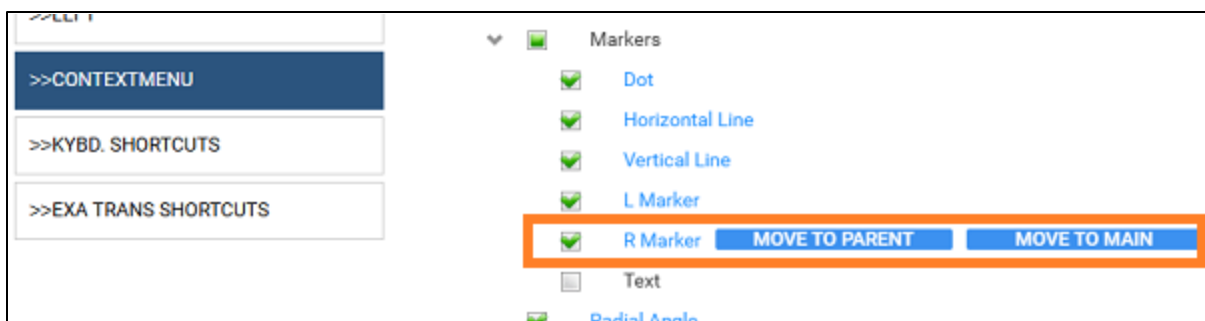 >>LEFT
>>CONTEXTMENU
>>KYBD. SHORTCUTS
>>EXA TRANS SHORTCUTS
Markers
Dot
Horizontal Line
Vertical Line
L Marker
R Marker MOVE TO PARENT MOVE TO MAIN
Text
Radial Angle